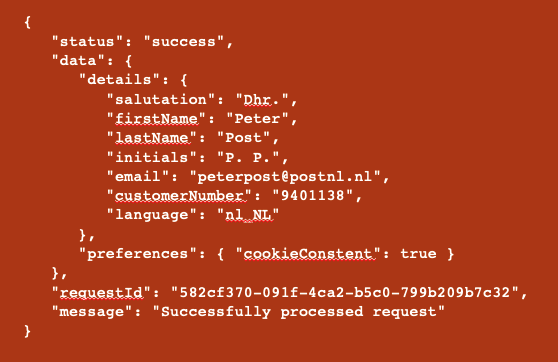 {
"status": "success",
"data": {
"details": {
"salutation": "Dhr.",
"firstName": "Peter",
"lastName": "Post",
"initials": "P. P.",
"email": "peterpost@postnl.nl",
"customerNumber": "9401138",
"language": "nl_NL"
},
"preferences": { "cookieConstent": true }
},
"requestId": "582cf370-091f-4ca2-b5c0-799b209b7c32",
"message": "Successfully processed request"
}